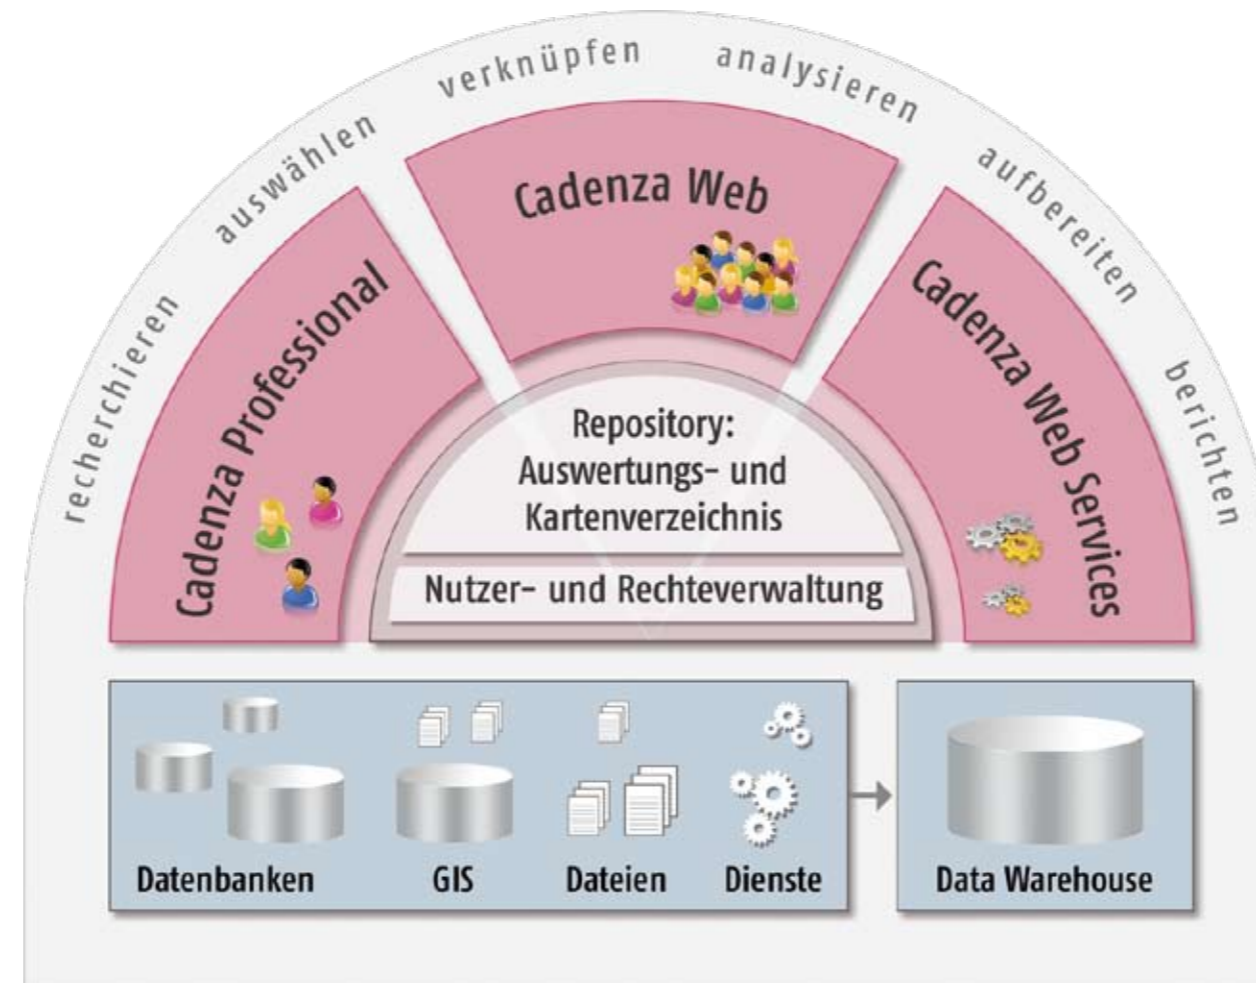 recherchieren
auswählen
verknüpfen
analysieren
aufbereiten
berichten
Cadenza Professional
Cadenza Web
Cadenza Web Services
Repository:
Auswertungs- und
Kartenverzeichnis
Nutzer- und Rechteverwaltung
Datenbanken
GIS
Dateien
Dienste
Data Warehouse